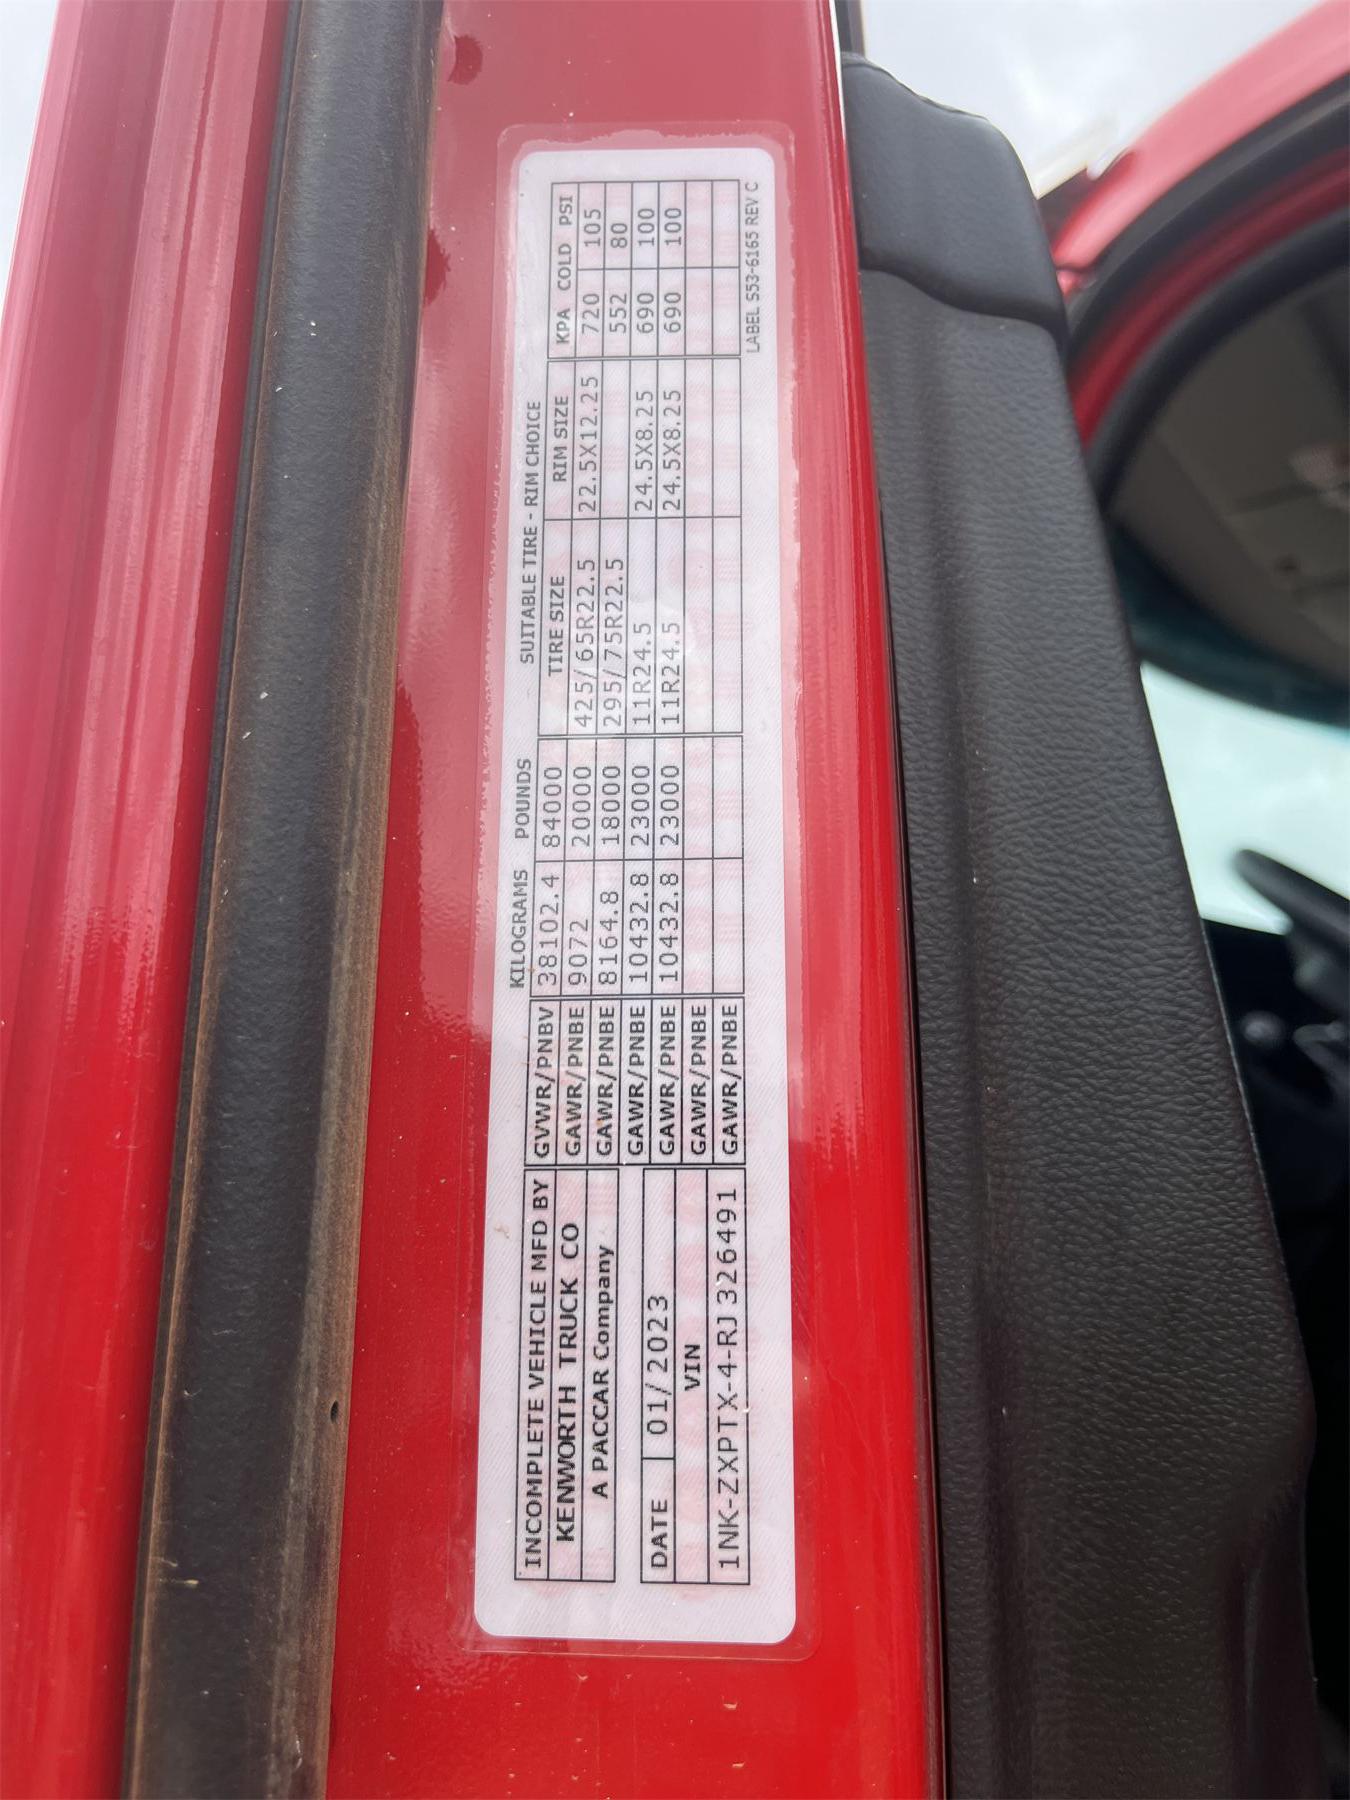 INCOMPLETE VEHICLE MFD BY
KENWORTH TRUCK CO
A PACCAR Company
DATE 01/2023
VIN
1NK-ZXPTX-4-RJ326491
KILOGRAMS POUNDS
GVWR/PNBV 38102.4 84000
GAWR/PNBE 9072 20000
GAWR/PNBE 8164.8 18000
GAWR/PNBE 10432.8 23000
GAWR/PNBE 10432.8 23000
GAWR/PNBE
GAWR/PNBE
SUITABLE TIRE - RIM CHOICE
TIRE SIZE RIM SIZE KPA COLD PSI
425/65R22.5 22.5X12.25 720 105
295/75R22.5 552 80
11R24.5 24.5X8.25 690 100
11R24.5 24.5X8.25 690 100
LABEL S53-6165 REV C